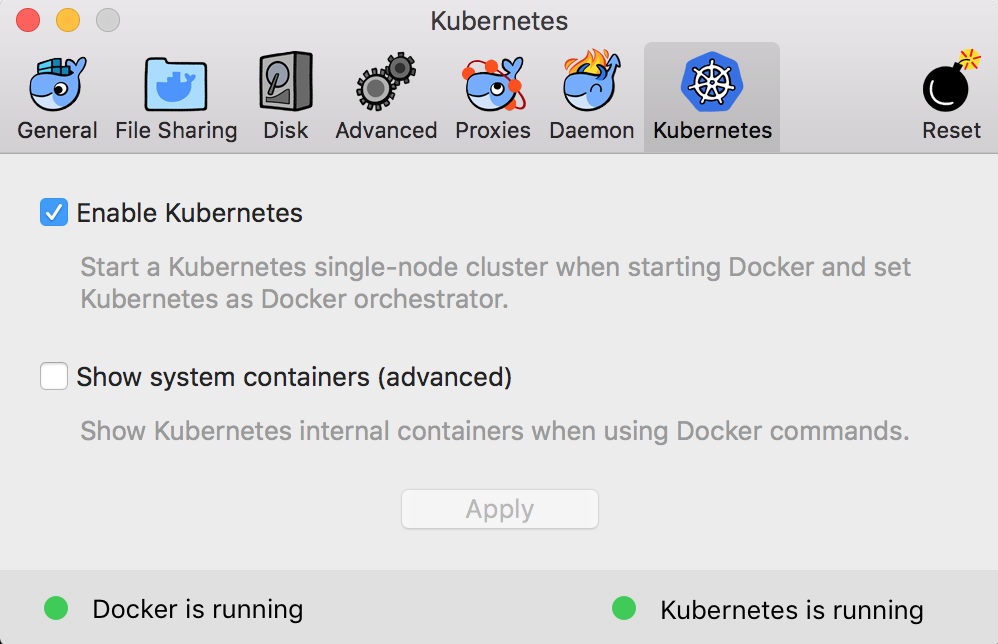 Kubernetes
General
File Sharing
Disk
Advanced
Proxies
Daemon
Kubernetes
Reset
Enable Kubernetes
Start a Kubernetes single-node cluster when starting Docker and set
Kubernetes as Docker orchestrator.
Show system containers (advanced)
Show Kubernetes internal containers when using Docker commands.
Apply
Docker is running
Kubernetes is running